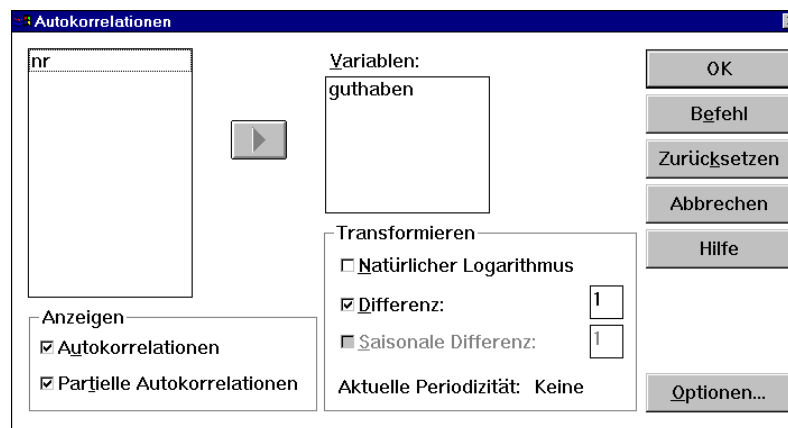 Autokorrelationen
nr
Variablen:
guthaben
OK
Befehl
Zurücksetzen
Abbrechen
Hilfe
Transformieren
Natürlicher Logarithmus
Differenz: 1
Saisonale Differenz: 1
Aktuelle Periodizität: Keine
Anzeigen
Autokorrelationen
Partielle Autokorrelationen
Optionen...